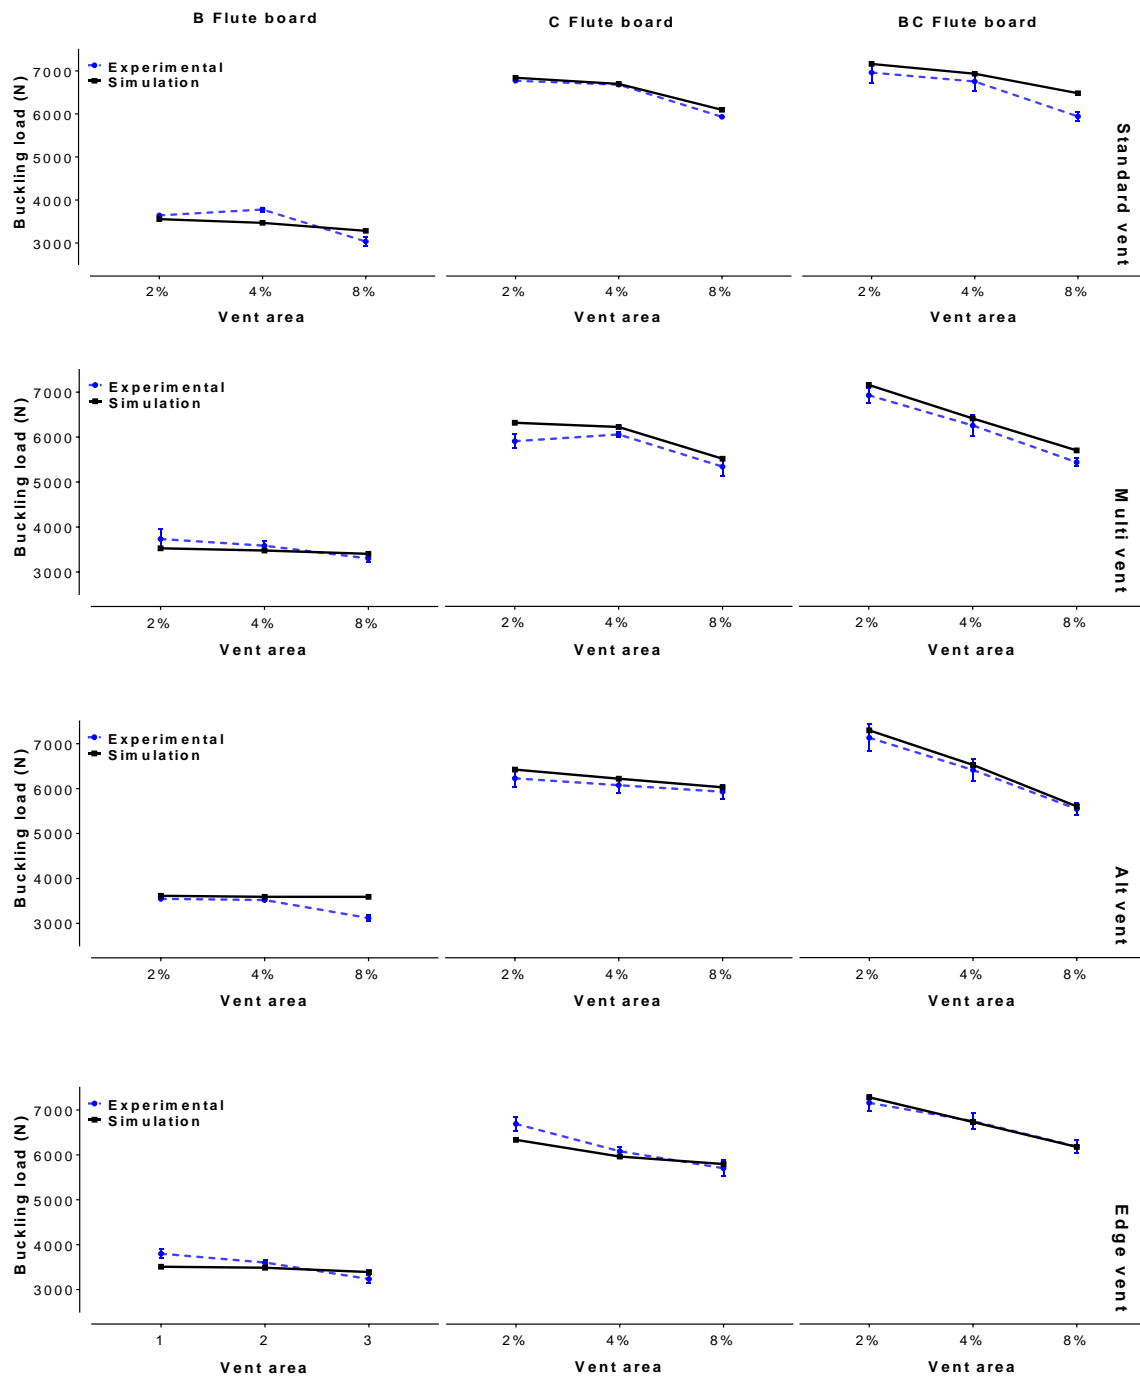 B Flute board
C Flute board
BC Flute board
Experimental
Simulation
Buckling load (N)
7000
6000
5000
4000
3000
2%
4%
8%
2%
4%
8%
2%
4%
8%
Vent area
Vent area
Vent area
Standard vent
Experimental
Simulation
Buckling load (N)
7000
6000
5000
4000
3000
2%
4%
8%
2%
4%
8%
2%
4%
8%
Vent area
Vent area
Vent area
Multi vent
Experimental
Simulation
Buckling load (N)
7000
6000
5000
4000
3000
2%
4%
8%
2%
4%
8%
2%
4%
8%
Vent area
Vent area
Vent area
Alt vent
Experimental
Simulation
Buckling load (N)
7000
6000
5000
4000
3000
1
2
3
2%
4%
8%
2%
4%
8%
Vent area
Vent area
Vent area
Edge vent